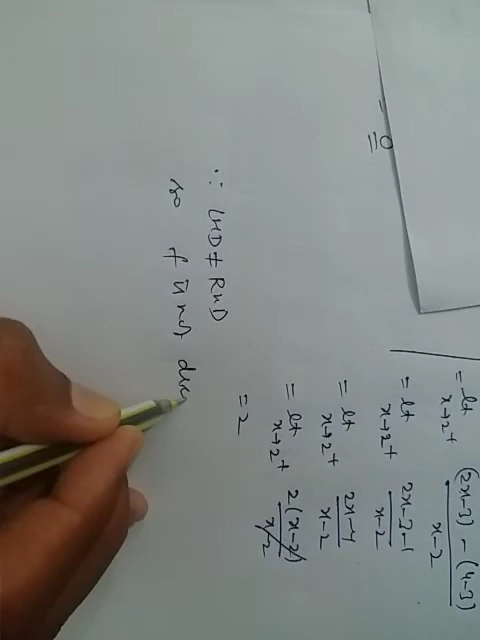 = lt x→2+ (2x-3) - (4-3) / x-2
= lt x→2+ 2x-3-1 / x-2
= lt x→2+ 2x-4 / x-2
= lt x→2+ 2(x-2) / x-2
= 2
= 0
∵ LHD ≠ RHD
so f is not